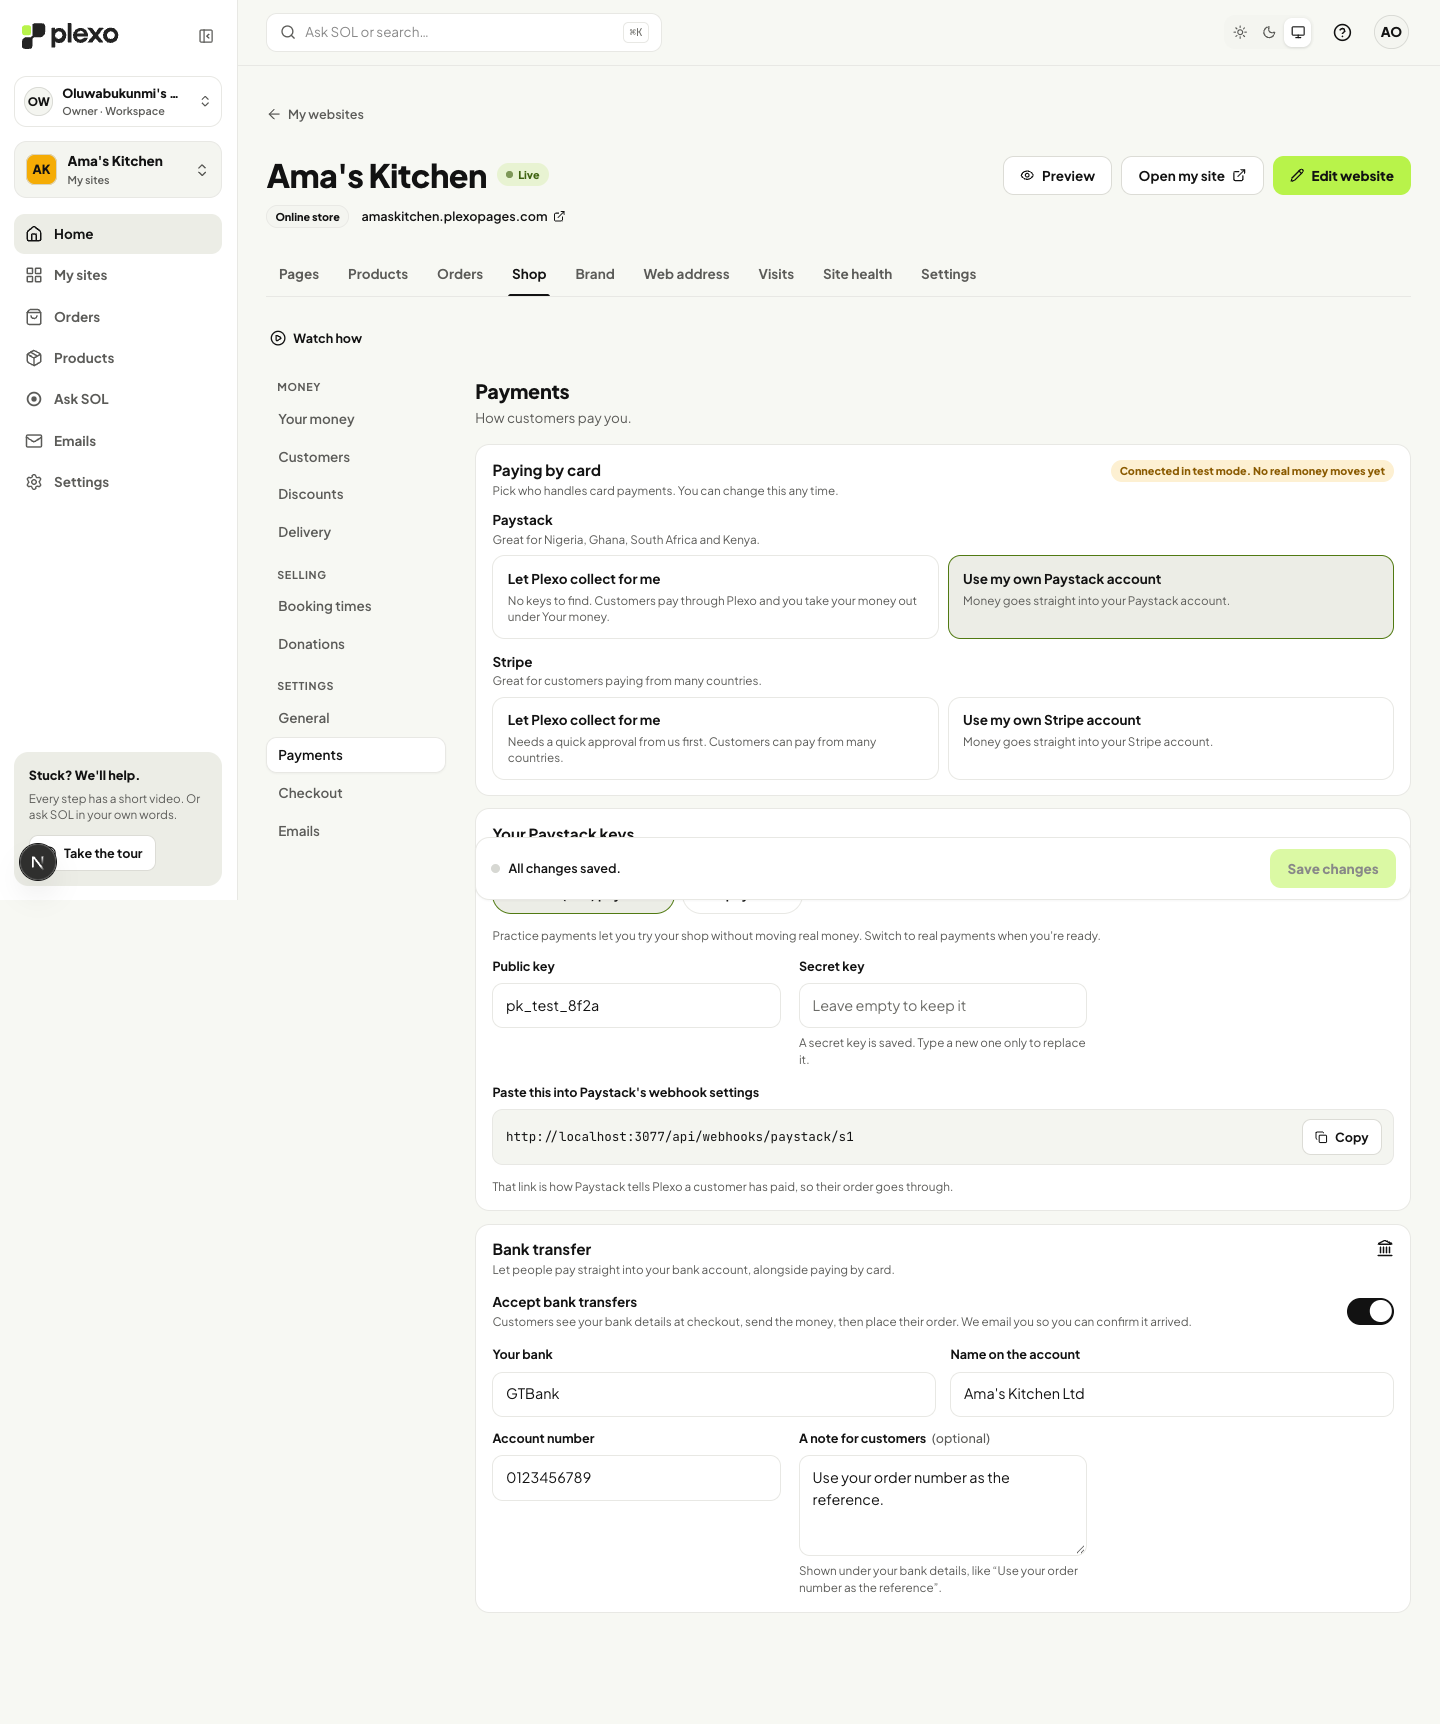 plexo
Ask SOL or search...
⌘K
AO
OW
Oluwabukunmi's ...
Owner · Workspace
AK
Ama's Kitchen
My sites
Home
My sites
Orders
Products
Ask SOL
Emails
Settings
Stuck? We'll help.
Every step has a short video. Or
ask SOL in your own words.
Take the tour
N
My websites
Ama's Kitchen
Live
Preview
Open my site
Edit website
Online store
amaskitchen.plexopages.com
Pages
Products
Orders
Shop
Brand
Web address
Visits
Site health
Settings
Watch how
MONEY
Your money
Customers
Discounts
Delivery
SELLING
Booking times
Donations
SETTINGS
General
Payments
Checkout
Emails
Payments
How customers pay you.
Paying by card
Connected in test mode. No real money moves yet
Pick who handles card payments. You can change this any time.
Paystack
Great for Nigeria, Ghana, South Africa and Kenya.
Let Plexo collect for me
No keys to find. Customers pay through Plexo and you take your money out
under Your money.
Use my own Paystack account
Money goes straight into your Paystack account.
Stripe
Great for customers paying from many countries.
Let Plexo collect for me
Needs a quick approval from us first. Customers can pay from many
countries.
Use my own Stripe account
Money goes straight into your Stripe account.
Your Paystack keys
All changes saved.
Save changes
Practice payments let you try your shop without moving real money. Switch to real payments when you're ready.
Public key
pk_test_8f2a
Secret key
Leave empty to keep it
A secret key is saved. Type a new one only to replace
it.
Paste this into Paystack's webhook settings
http://localhost:3077/api/webhooks/paystack/s1
Copy
That link is how Paystack tells Plexo a customer has paid, so their order goes through.
Bank transfer
Let people pay straight into your bank account, alongside paying by card.
Accept bank transfers
Customers see your bank details at checkout, send the money, then place their order. We email you so you can confirm it arrived.
Your bank
GTBank
Name on the account
Ama's Kitchen Ltd
Account number
0123456789
A note for customers (optional)
Use your order number as the
reference.
Shown under your bank details, like “Use your order
number as the reference”.